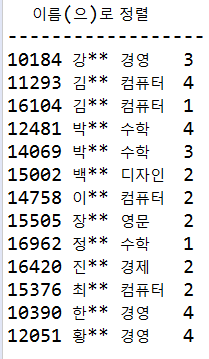 이름(으)로 정렬
------------------
10184 강** 경영 3
11293 김** 컴퓨터 4
16104 김** 컴퓨터 1
12481 박** 수학 4
14069 박** 수학 3
15002 백** 디자인 2
14758 이** 컴퓨터 2
15505 장** 영문 2
16962 정** 수학 1
16420 진** 경제 2
15376 최** 컴퓨터 2
10390 한** 경영 4
12051 황** 경영 4